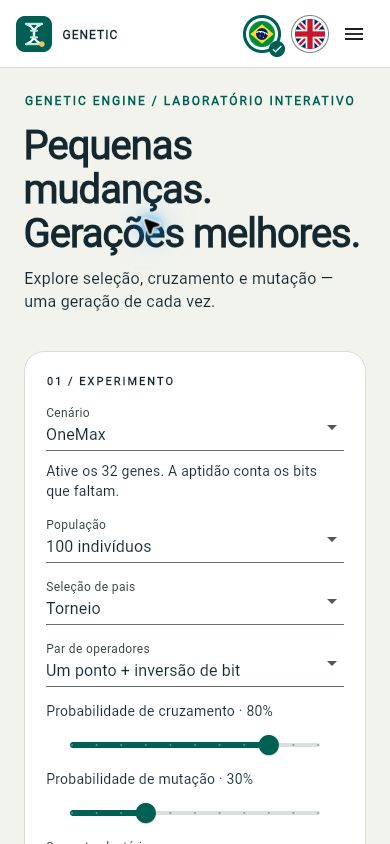 GENETIC
GENETIC ENGINE / LABORATÓRIO INTERATIVO
Pequenas
mudanças.
Gerações melhores.
Explore seleção, cruzamento e mutação —
uma geração de cada vez.
01 / EXPERIMENTO
Cenário
OneMax
Ative os 32 genes. A aptidão conta os bits
que faltam.
População
100 indivíduos
Seleção de pais
Torneio
Par de operadores
Um ponto + inversão de bit
Probabilidade de cruzamento · 80%
Probabilidade de mutação · 30%